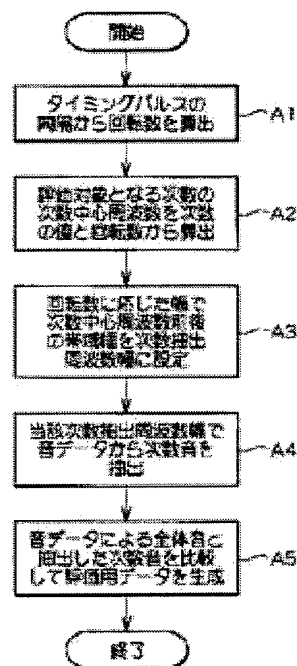 開始
タイミングパルスの
間隔から回転数を算出
A1
評価対象となる次数の
次数中心周波数を次数
の値と回転数から算出
A2
回転数に応じた幅で
次数中心周波数前後
の帯域幅を次数抽出
周波数幅に設定
A3
当該次数抽出周波数幅で
音データから次数音を
抽出
A4
音データによる全体音と
抽出した次数音を比較
して評価用データを生成
A5
終了